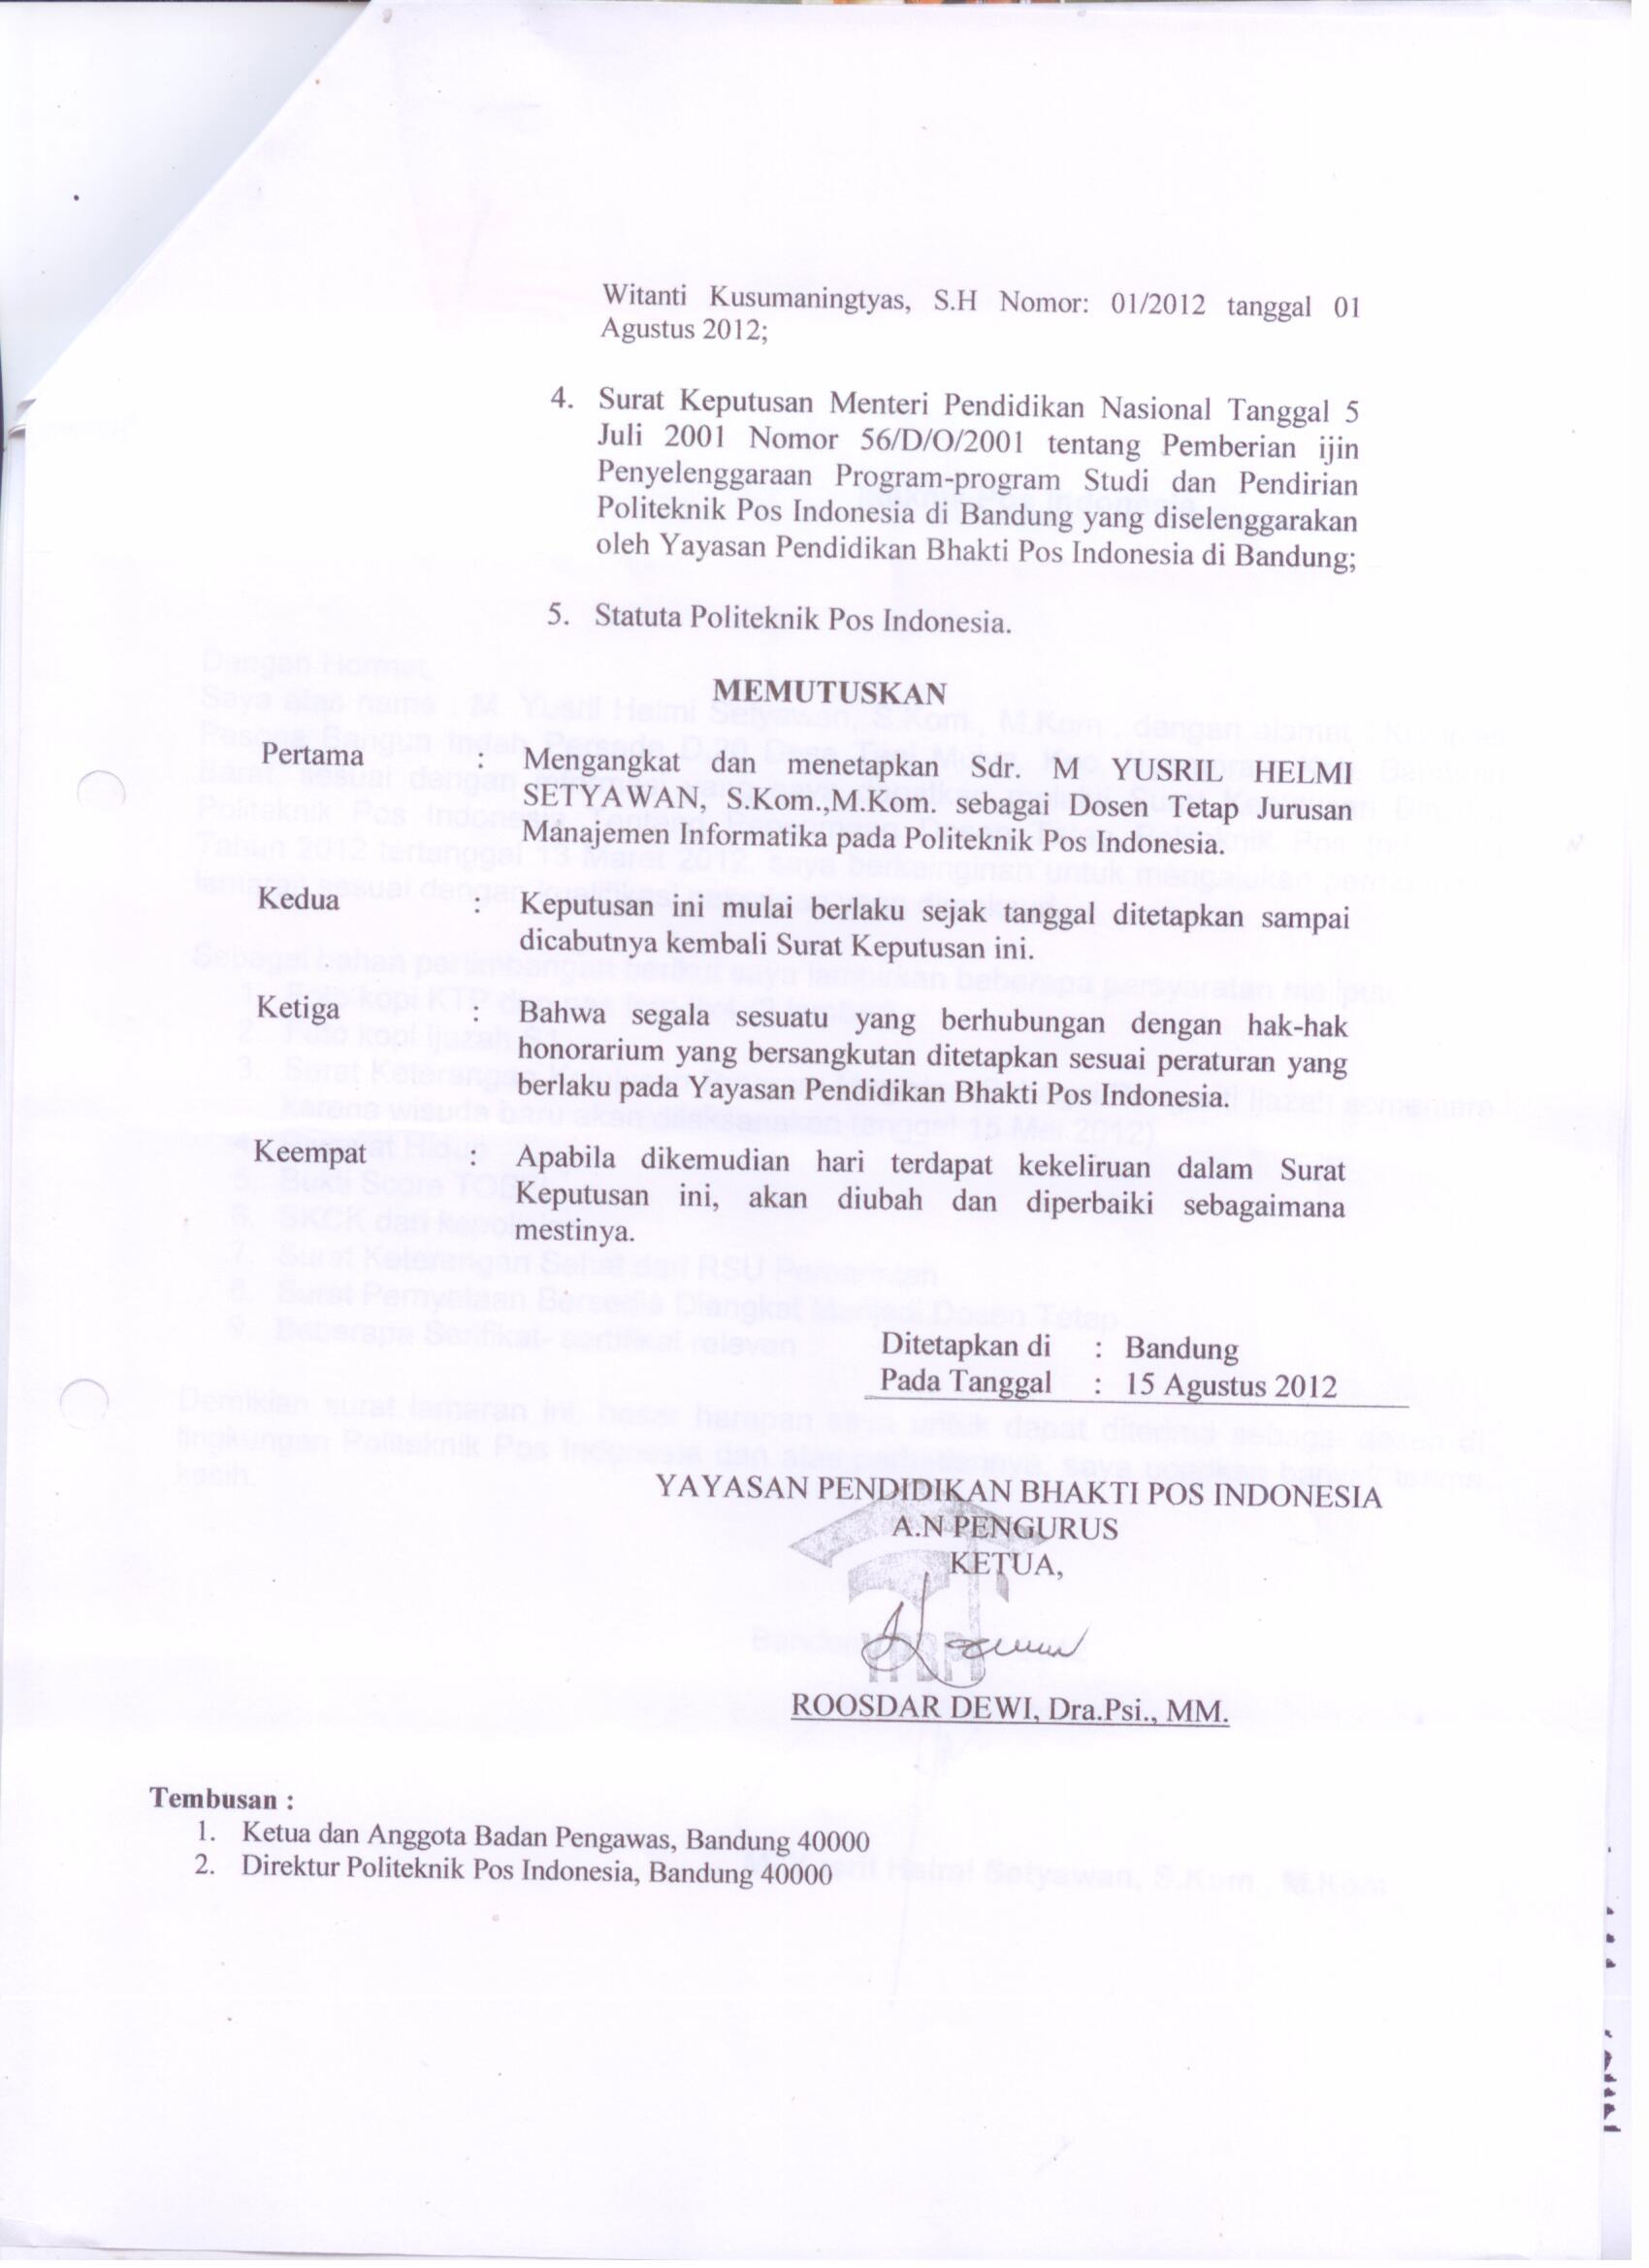 Witanti Kusumaningtyas, S.H Nomor: 01/2012 tanggal 01
Agustus 2012;
4. Surat Keputusan Menteri Pendidikan Nasional Tanggal 5
Juli 2001 Nomor 56/D/O/2001 tentang Pemberian ijin
Penyelenggaraan Program-program Studi dan Pendirian
Politeknik Pos Indonesia di Bandung yang diselenggarakan
oleh Yayasan Pendidikan Bhakti Pos Indonesia di Bandung;
5. Statuta Politeknik Pos Indonesia.
MEMUTUSKAN
Pertama : Mengangkat dan menetapkan Sdr. M YUSRIL HELMI
SETYAWAN, S.Kom.,M.Kom. sebagai Dosen Tetap Jurusan
Manajemen Informatika pada Politeknik Pos Indonesia.
Kedua : Keputusan ini mulai berlaku sejak tanggal ditetapkan sampai
dicabutnya kembali Surat Keputusan ini.
Ketiga : Bahwa segala sesuatu yang berhubungan dengan hak-hak
honorarium yang bersangkutan ditetapkan sesuai peraturan yang
berlaku pada Yayasan Pendidikan Bhakti Pos Indonesia.
Keempat : Apabila dikemudian hari terdapat kekeliruan dalam Surat
Keputusan ini, akan diubah dan diperbaiki sebagaimana
mestinya.
Ditetapkan di : Bandung
Pada Tanggal : 15 Agustus 2012
YAYASAN PENDIDIKAN BHAKTI POS INDONESIA
A.N PENGURUS
KETUA,
YPBPI
ROOSDAR DEWI, Dra.Psi., MM.
Tembusan :
1. Ketua dan Anggota Badan Pengawas, Bandung 40000
2. Direktur Politeknik Pos Indonesia, Bandung 40000